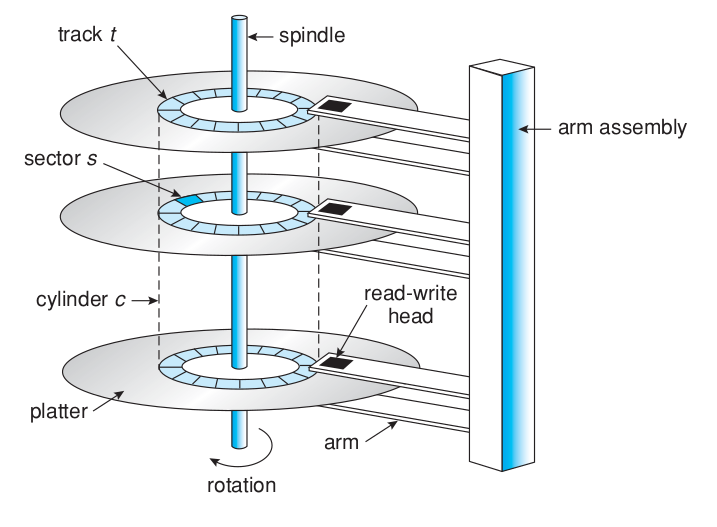 track t
spindle
arm assembly
sector s
cylinder c
read-write
head
platter
arm
rotation